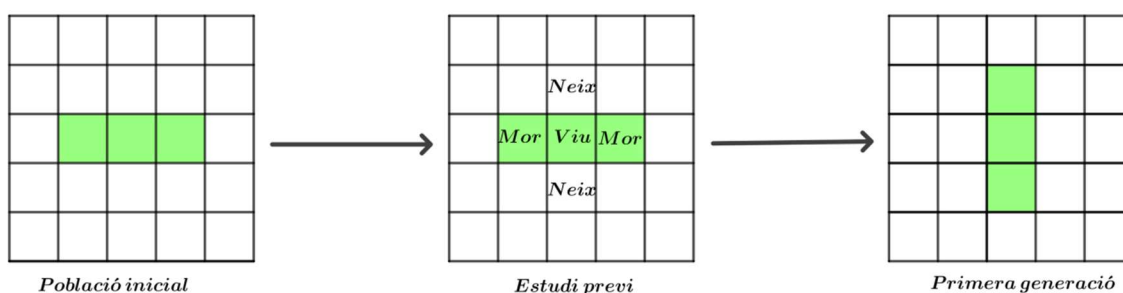 Neix
Mor Viu Mor
Neix
Població inicial
Estudi previ
Primera generació